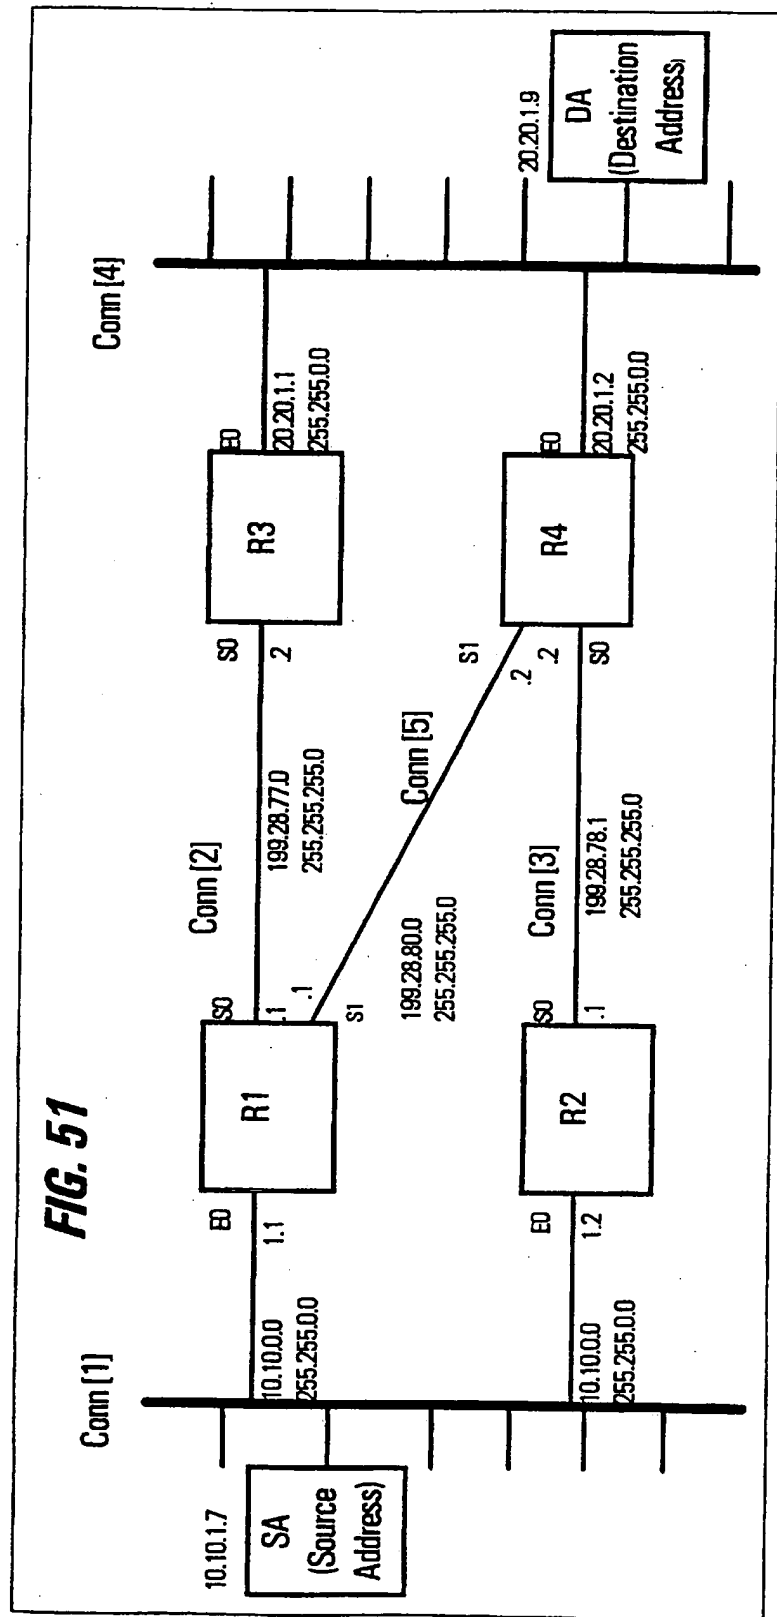 FIG. 51
Conn [1]
10.10.1.7
SA
(Source
Address)
10.10.0.0
255.255.0.0
E0
1.1
R1
S0
.1
.1
S1
Conn [2]
199.28.77.0
255.255.255.0
S0
.2
R3
E0
20.20.1.1
255.255.0.0
Conn [4]
199.28.80.0
255.255.255.0
Conn [5]
S1
.2
.2
S0
R4
E0
20.20.1.2
255.255.0.0
10.10.0.0
255.255.0.0
E0
1.2
R2
S0
.1
Conn [3]
199.28.78.1
255.255.255.0
20.20.1.9
DA
(Destination
Address)